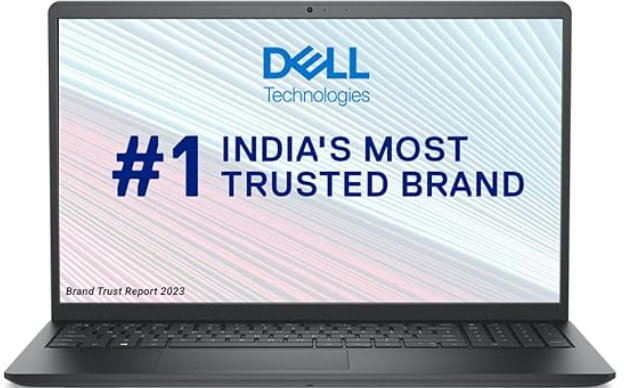 DELL
Technologies
#1 INDIA'S MOST
TRUSTED BRAND
Brand Trust Report 2023